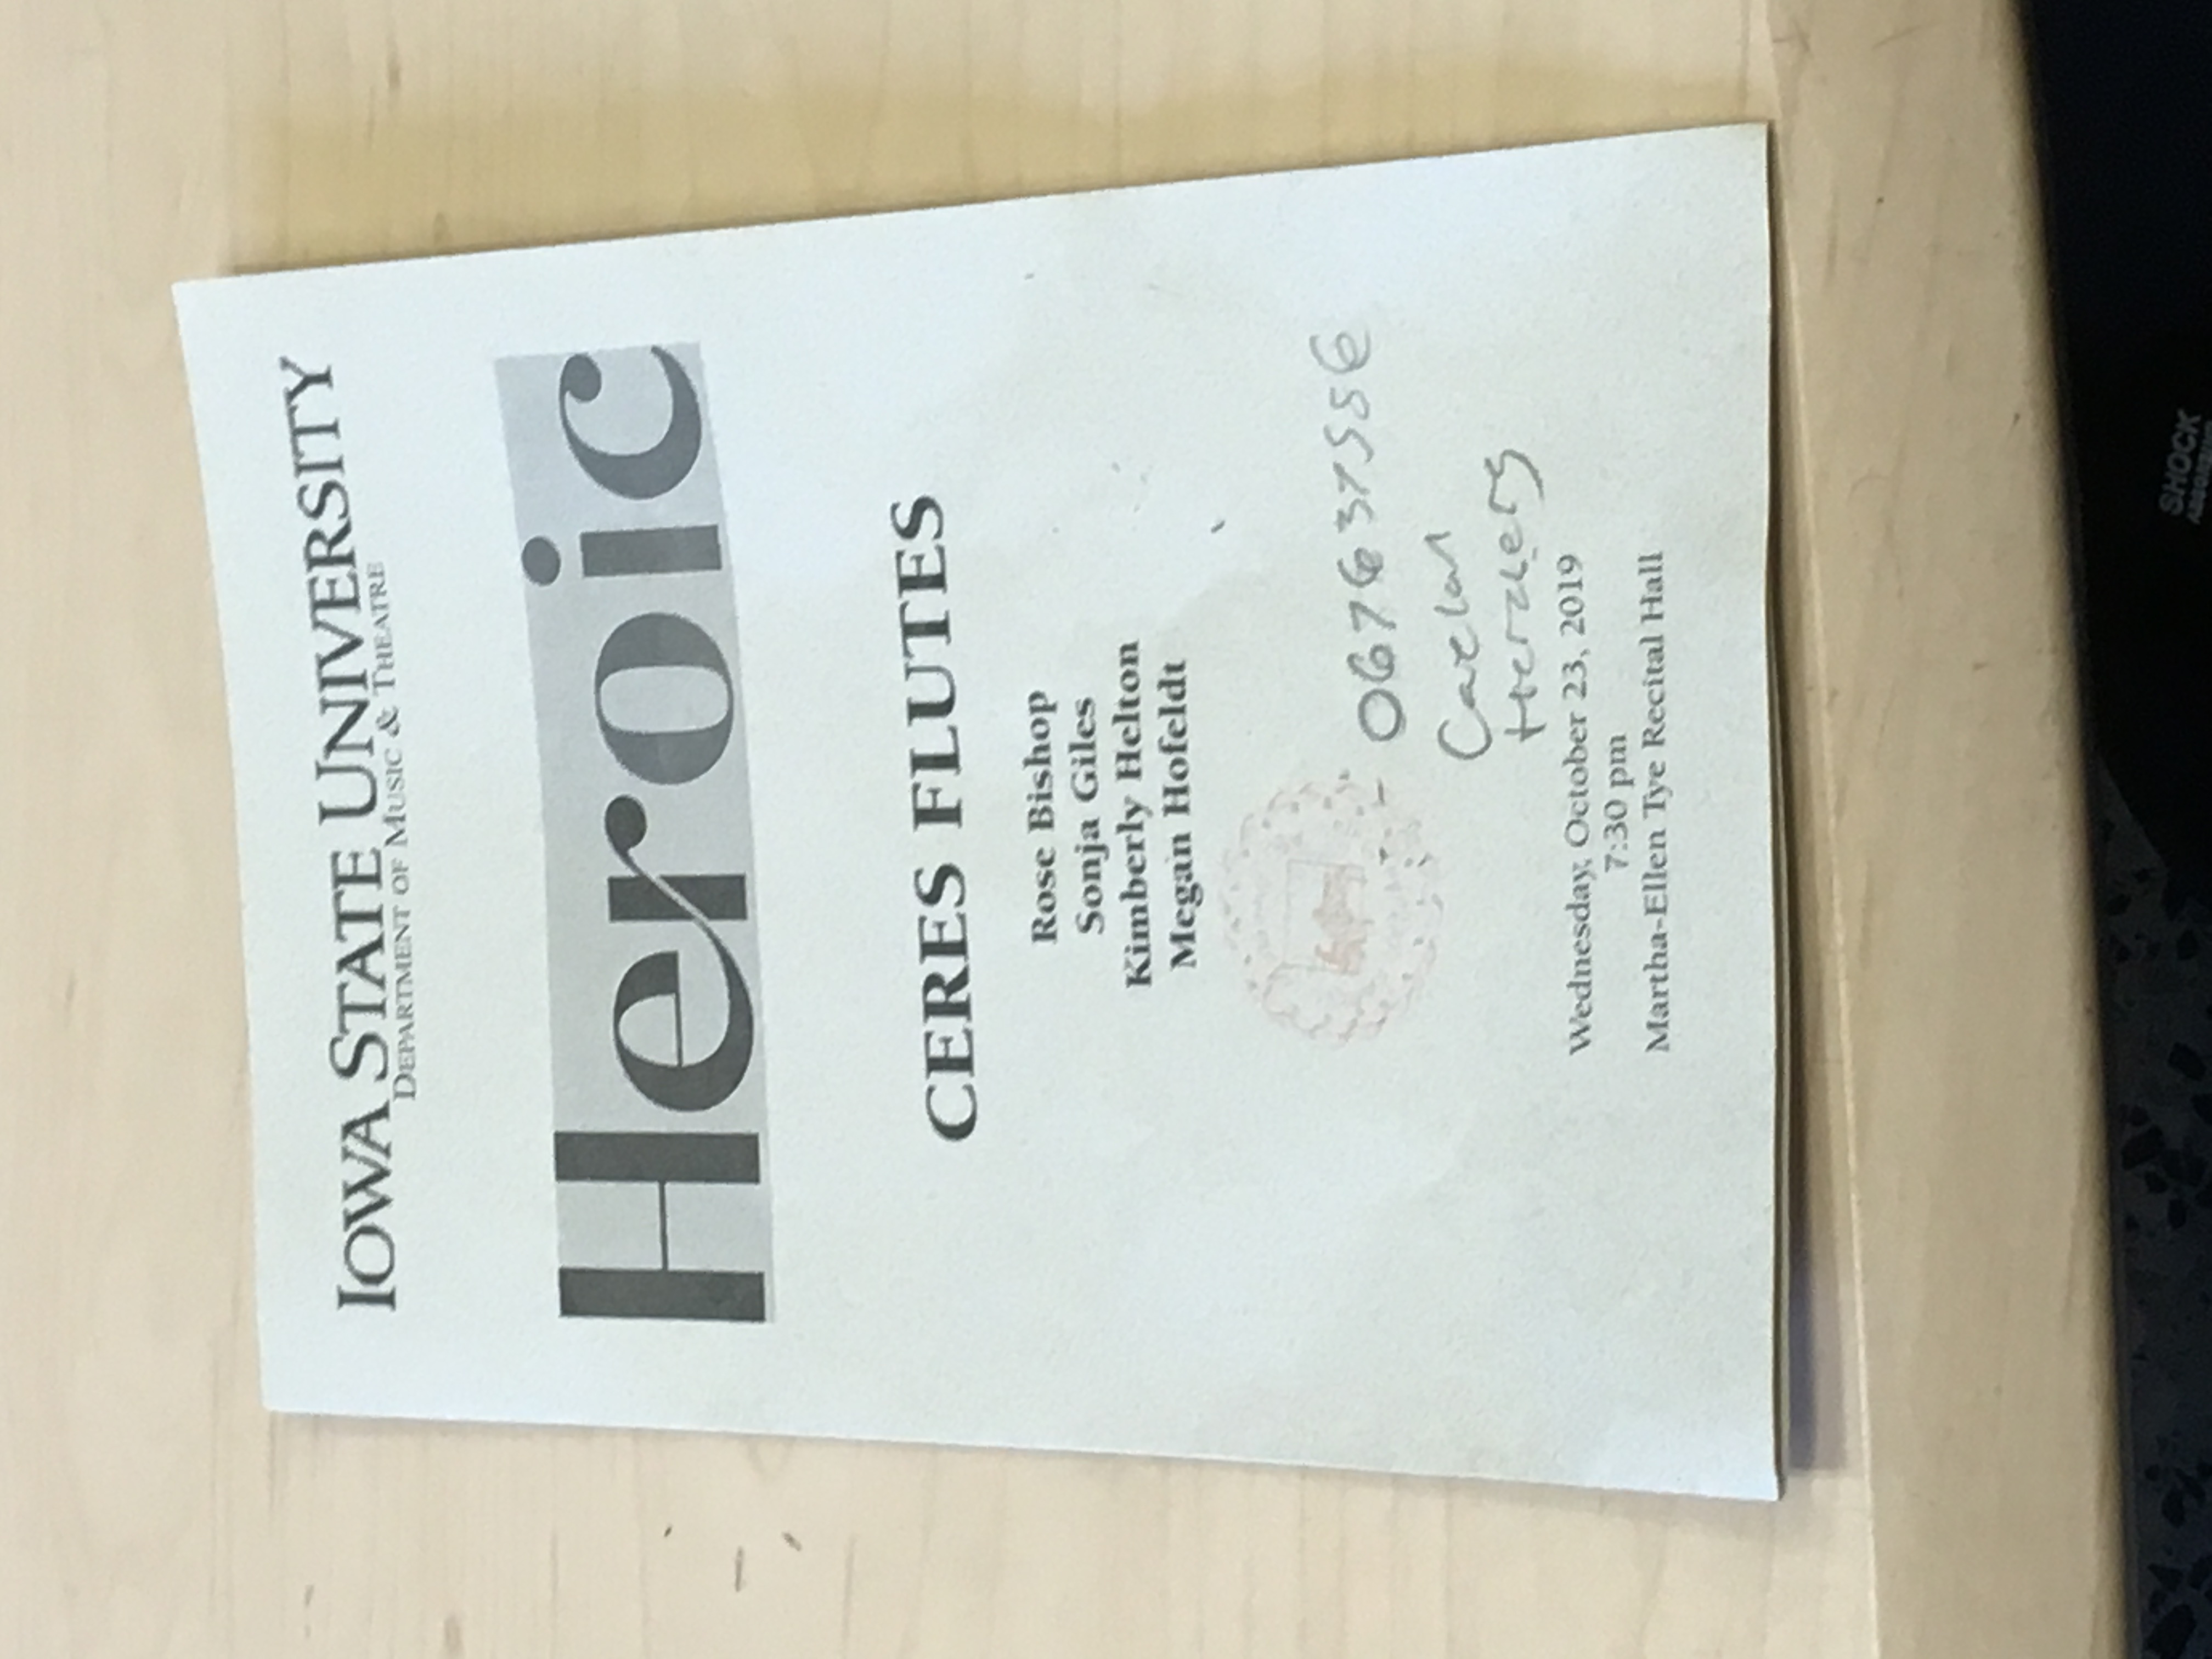 IOWA STATE UNIVERSITY
DEPARTMENT OF MUSIC & THEATRE
Heroic
CERES FLUTES
Rose Bishop
Sonja Giles
Kimberly Helton
Megan Hofeldt
067637556
Herzberg
Wednesday, October 23, 2019
7:30 pm
Martha-Ellen Tye Recital Hall
SHOCK